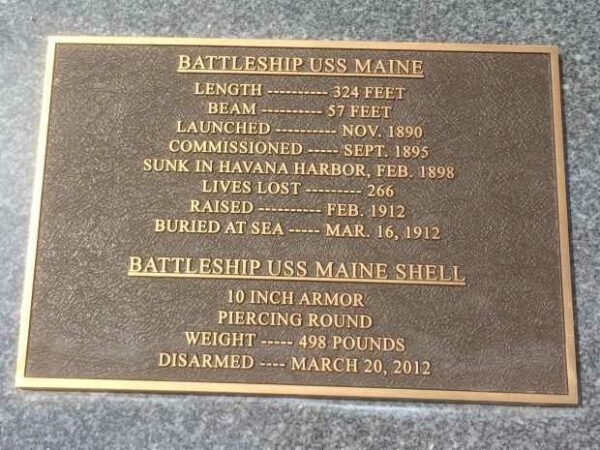 BATTLESHIP USS MAINE
LENGTH ---------- 324 FEET
BEAM ---------- 57 FEET
LAUNCHED ---------- NOV. 1890
COMMISSIONED ----- SEPT. 1895
SUNK IN HAVANA HARBOR, FEB. 1898
LIVES LOST --------- 266
RAISED ---------- FEB. 1912
BURIED AT SEA ----- MAR. 16, 1912
BATTLESHIP USS MAINE SHELL
10 INCH ARMOR
PIERCING ROUND
WEIGHT ----- 498 POUNDS
DISARMED ---- MARCH 20, 2012